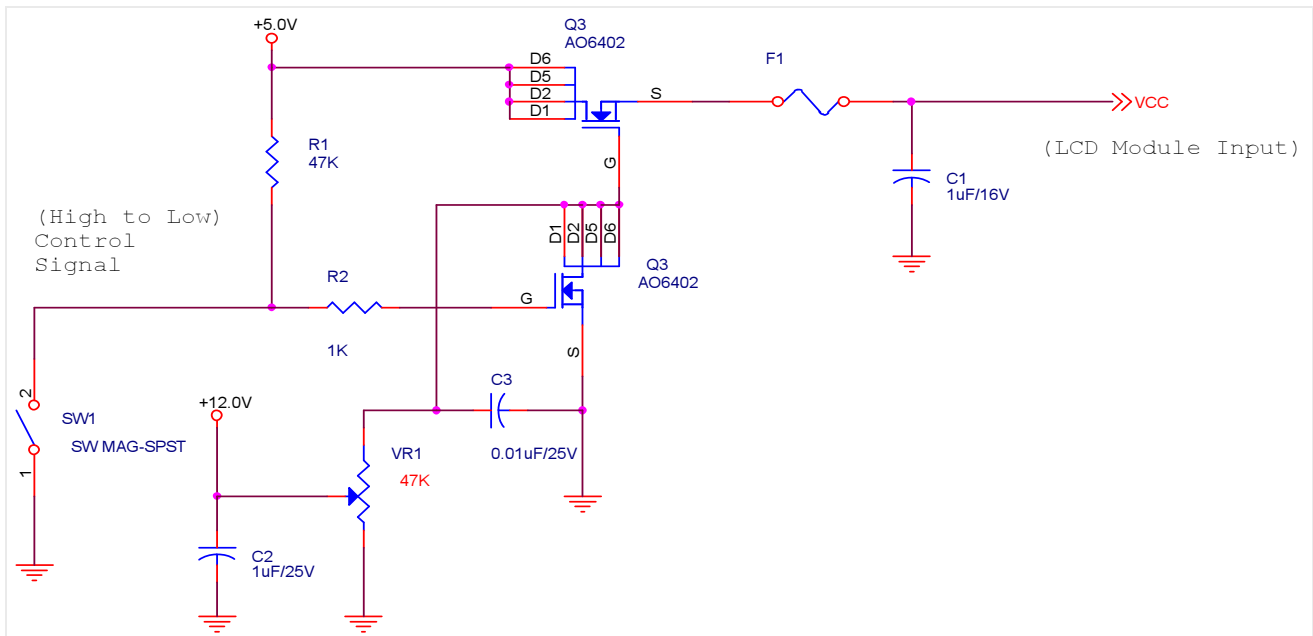 +5.0V
Q3
AO6402
D6
D5
D2
D1
S
G
F1
VCC
(LCD Module Input)
R1
47K
C1
1uF/16V
(High to Low)
Control
Signal
D1
D2
D5
D6
Q3
AO6402
R2
1K
G
S
2
SW1
SW MAG-SPST
1
+12.0V
C3
0.01uF/25V
VR1
47K
C2
1uF/25V